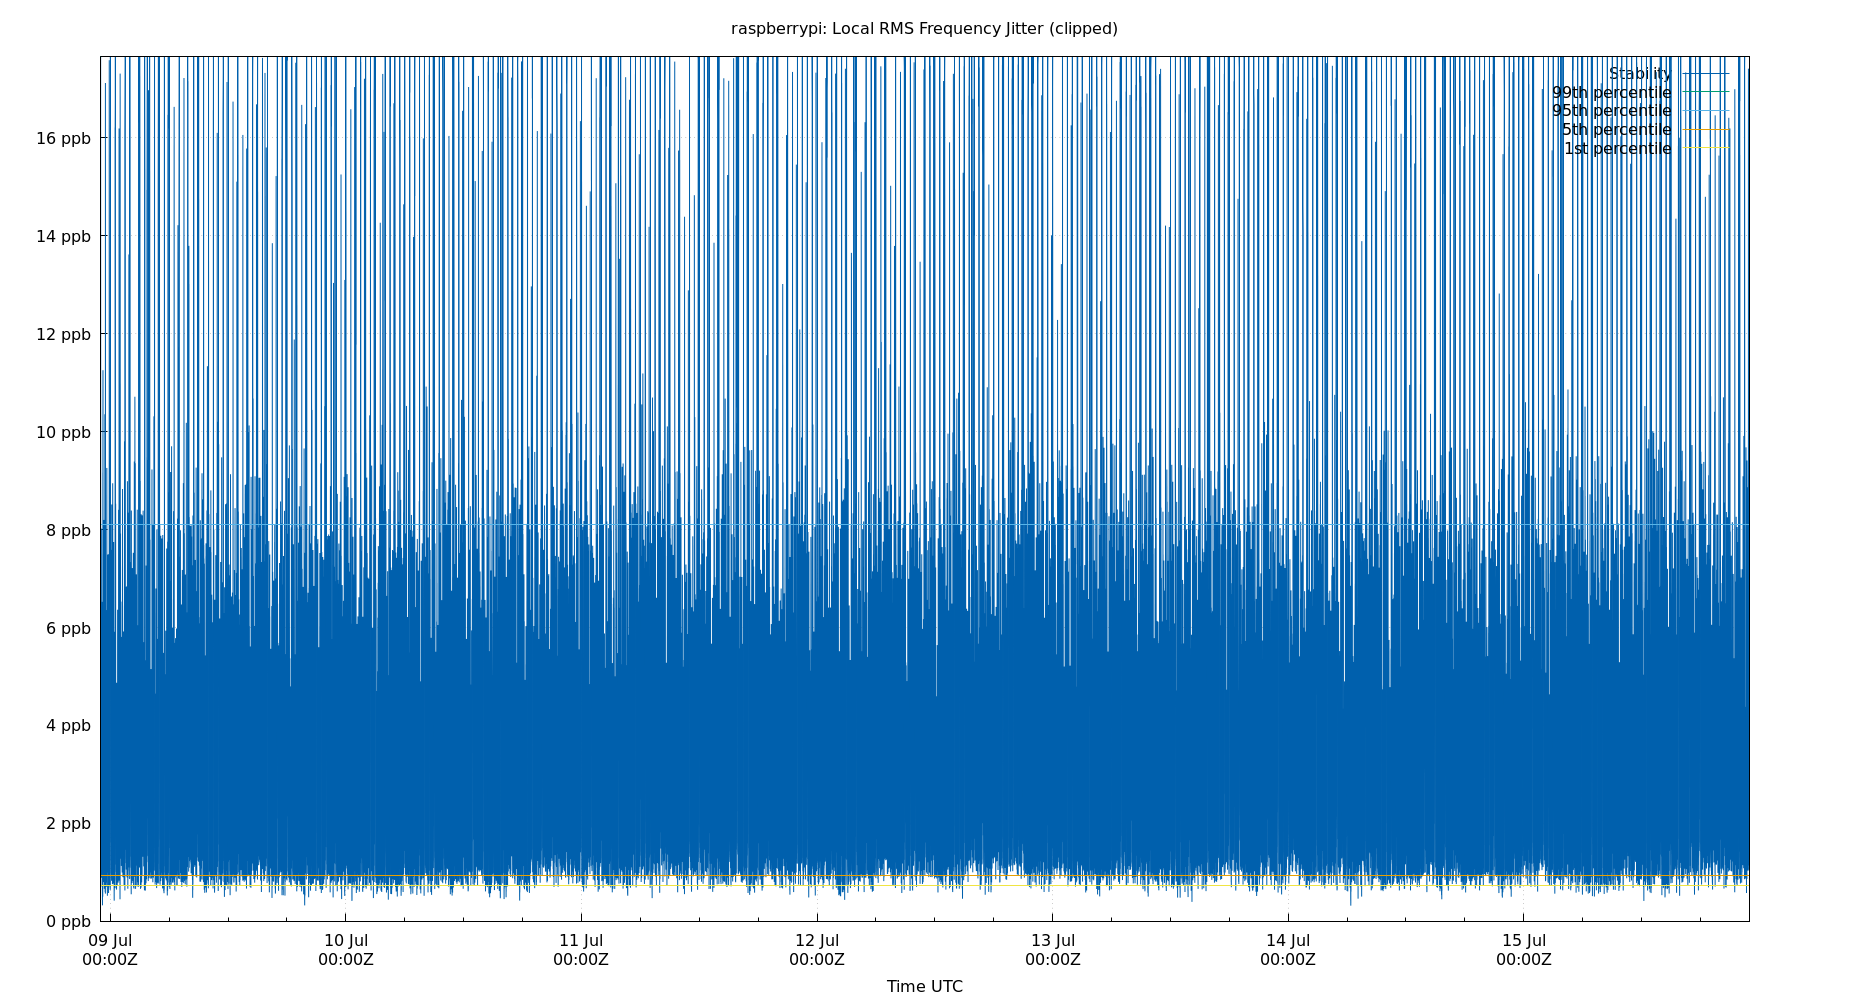 raspberrypi: Local RMS Frequency Jitter (clipped)
Stability
99th percentile
95th percentile
5th percentile
1st percentile
16 ppb
14 ppb
12 ppb
10 ppb
8 ppb
6 ppb
4 ppb
2 ppb
0 ppb
09 Jul 10 Jul 11 Jul 12 Jul 13 Jul 14 Jul 15 Jul
00:00Z 00:00Z 00:00Z 00:00Z 00:00Z 00:00Z 00:00Z
Time UTC